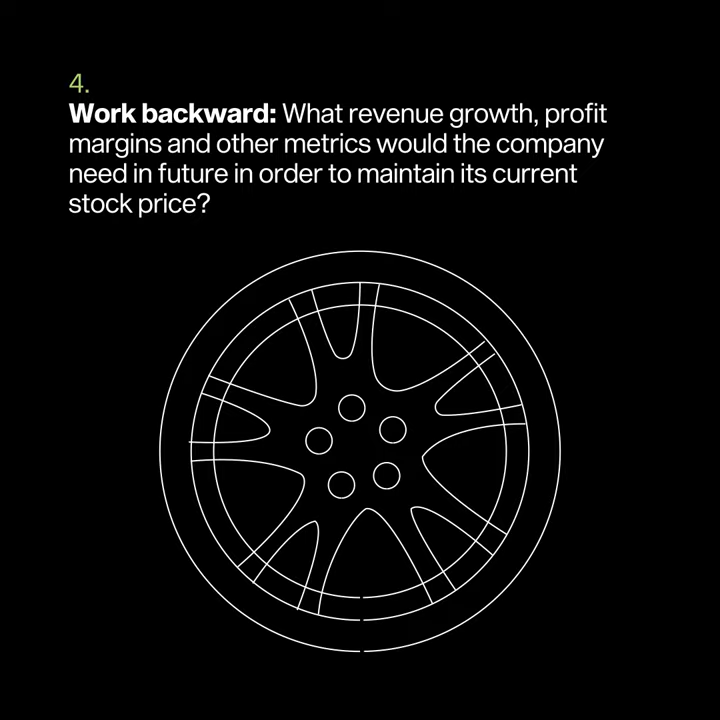 4.
Work backward: What revenue growth, profit
margins and other metrics would the company
need in future in order to maintain its current
stock price?